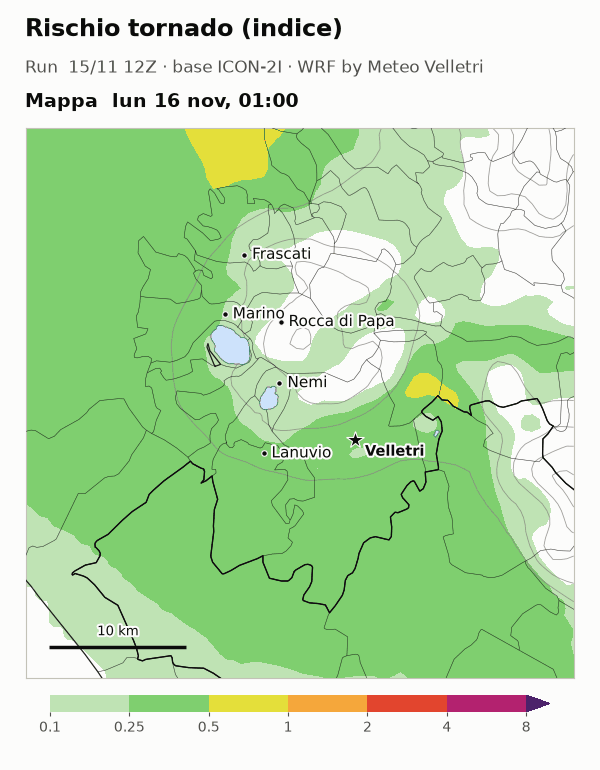 Rischio tornado (indice)
Run  15/11 12Z · base ICON-2I · WRF by Meteo Velletri
Mappa  lun 16 nov, 01:00
Frascati
Marino
Rocca di Papa
Nemi
Velletri
Lanuvio
10 km
0.1 0.25 0.5 1 2 4 8